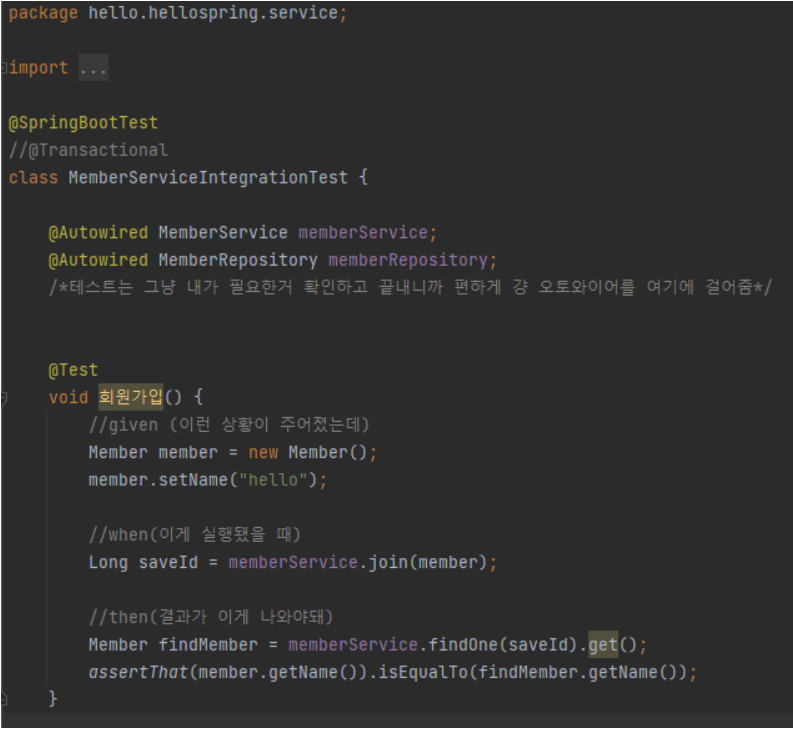 package hello.hellospring.service;
import ...
@SpringBootTest
//@Transactional
class MemberServiceIntegrationTest {
@Autowired MemberService memberService;
@Autowired MemberRepository memberRepository;
/*테스트는 그냥 내가 필요한거 확인하고 끝내니까 편하게 걍 오토와이어를 여기에 걸어줌*/
@Test
void 회원가입() {
//given (이런 상황이 주어졌는데)
Member member = new Member();
member.setName("hello");
//when(이게 실행됐을 때)
Long saveId = memberService.join(member);
//then(결과가 이게 나와야돼)
Member findMember = memberService.findOne(saveId).get();
assertThat(member.getName()).isEqualTo(findMember.getName());
}